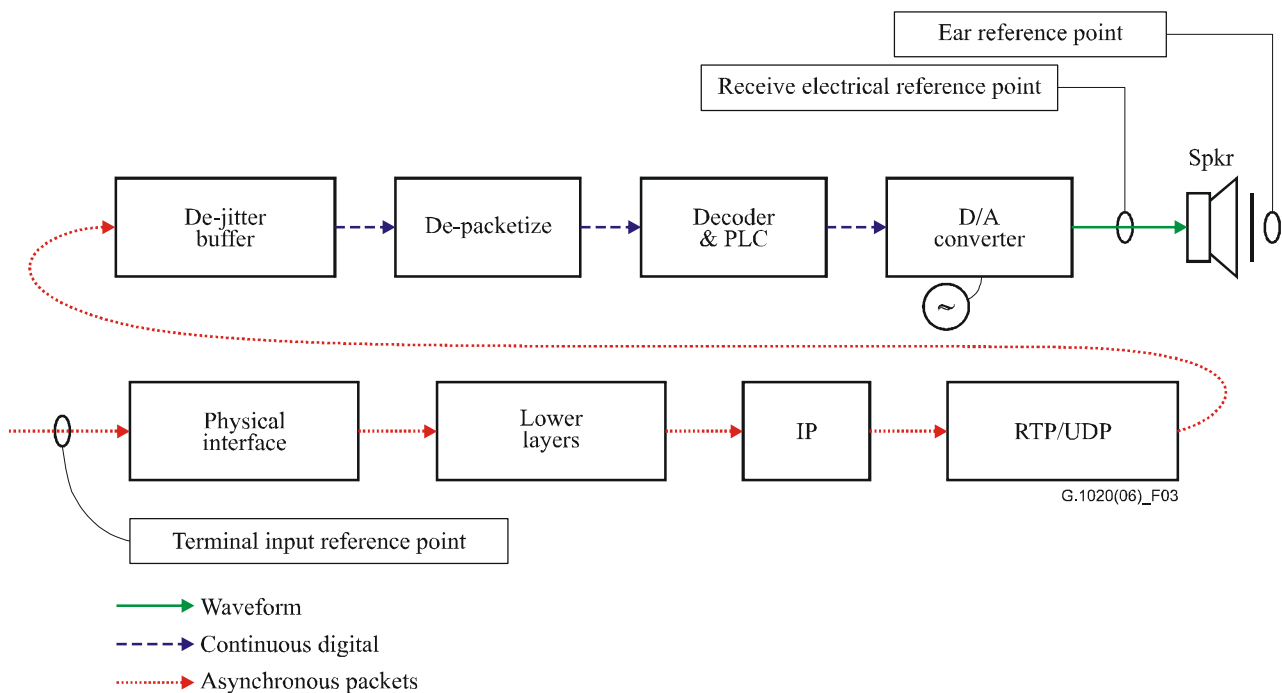 Ear reference point
Receive electrical reference point
Spkr
De-jitter
buffer
De-packetize
Decoder
& PLC
D/A
converter
~
Physical
interface
Lower
layers
IP
RTP/UDP
G.1020(06)_F03
Terminal input reference point
Waveform
Continuous digital
Asynchronous packets